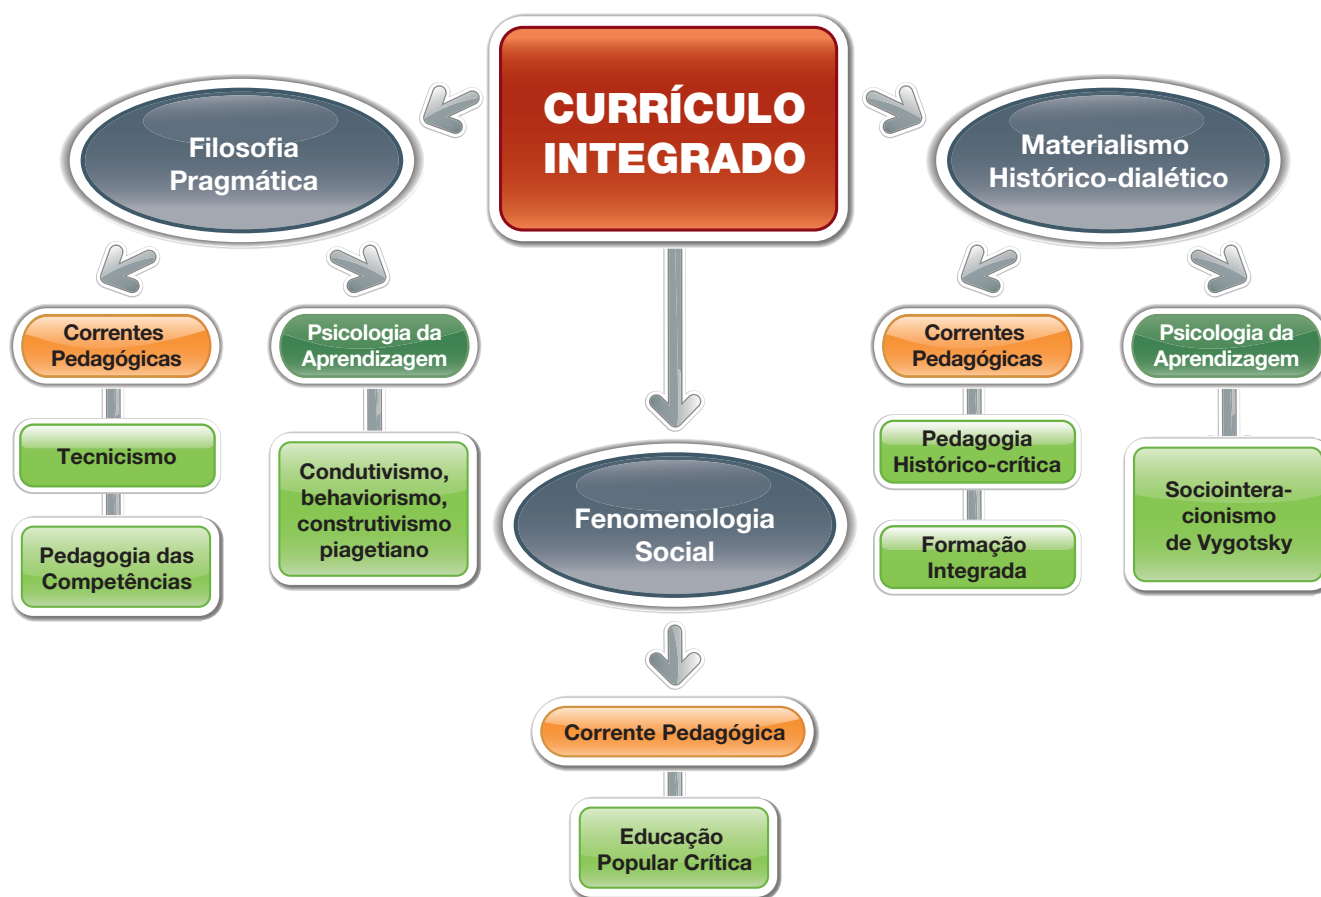 CURRÍCULO
INTEGRADO
Filosofia
Pragmática
Materialismo
Histórico-dialético
Correntes
Pedagógicas
Psicologia da
Aprendizagem
Tecnicismo
Pedagogia das
Competências
Condutivismo,
behaviorismo,
construtivismo
piagetiano
Fenomenologia
Social
Corrente Pedagógica
Educação
Popular Crítica
Correntes
Pedagógicas
Psicologia da
Aprendizagem
Pedagogia
Histórico-crítica
Formação
Integrada
Sociointera-
cionismo
de Vygotsky